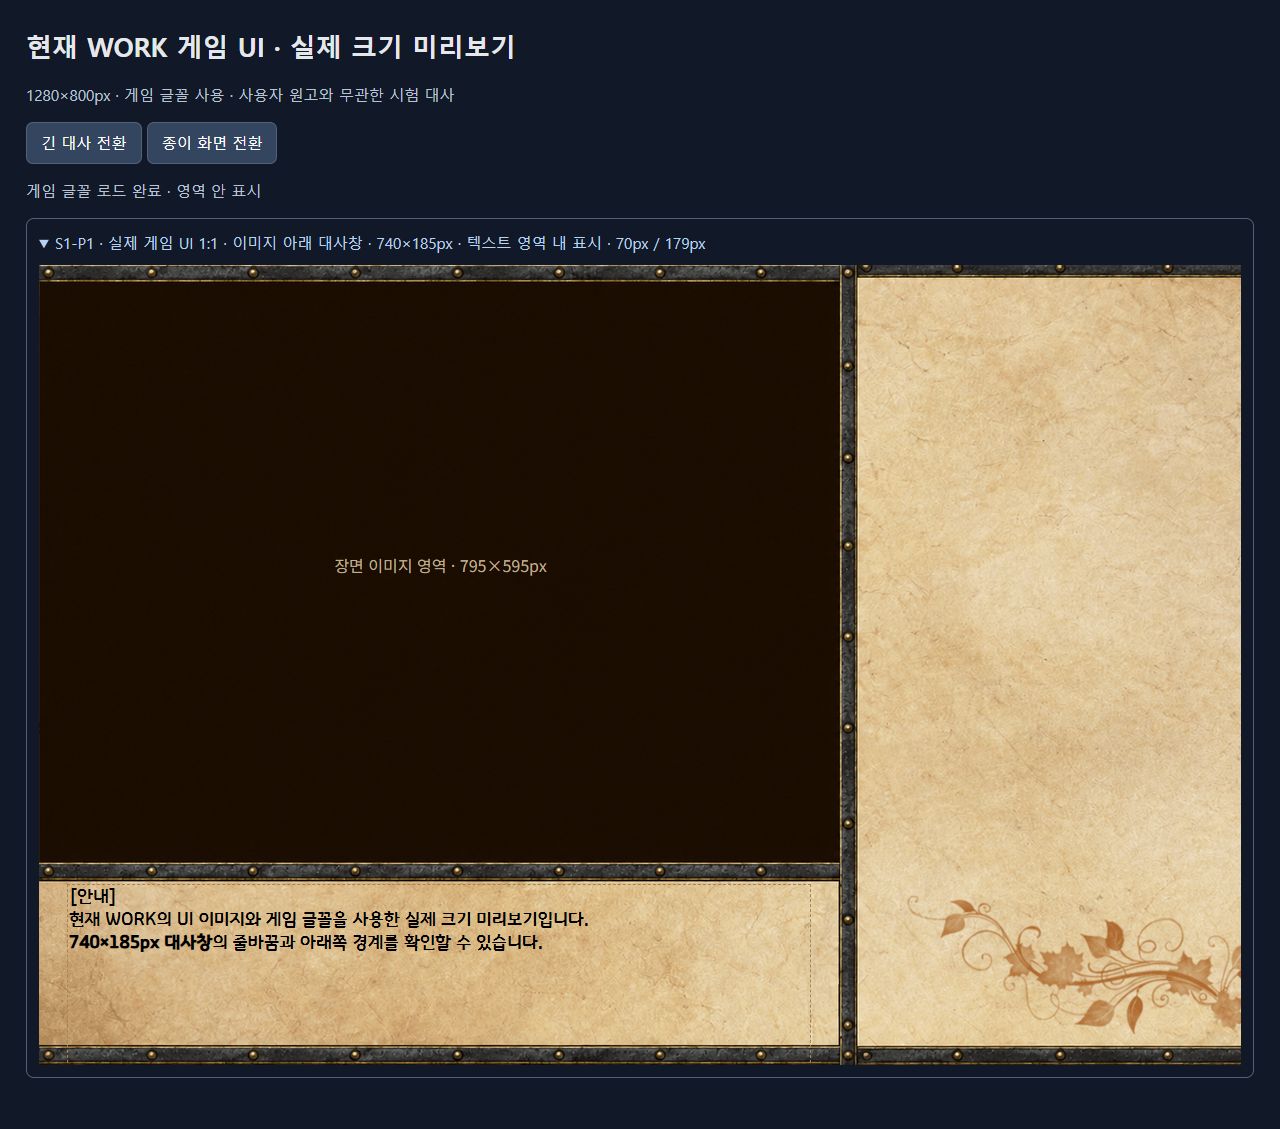 현재 WORK 게임 UI · 실제 크기 미리보기
1280×800px · 게임 글꼴 사용 · 사용자 원고와 무관한 시험 대사
긴 대사 전환
종이 화면 전환
게임 글꼴 로드 완료 · 영역 안 표시
▼ S1-P1 · 실제 게임 UI 1:1 · 이미지 아래 대사창 · 740×185px · 텍스트 영역 내 표시 · 70px / 179px
장면 이미지 영역 · 795×595px
[안내]
현재 WORK의 UI 이미지와 게임 글꼴을 사용한 실제 크기 미리보기입니다.
740×185px 대사창의 줄바꿈과 아래쪽 경계를 확인할 수 있습니다.